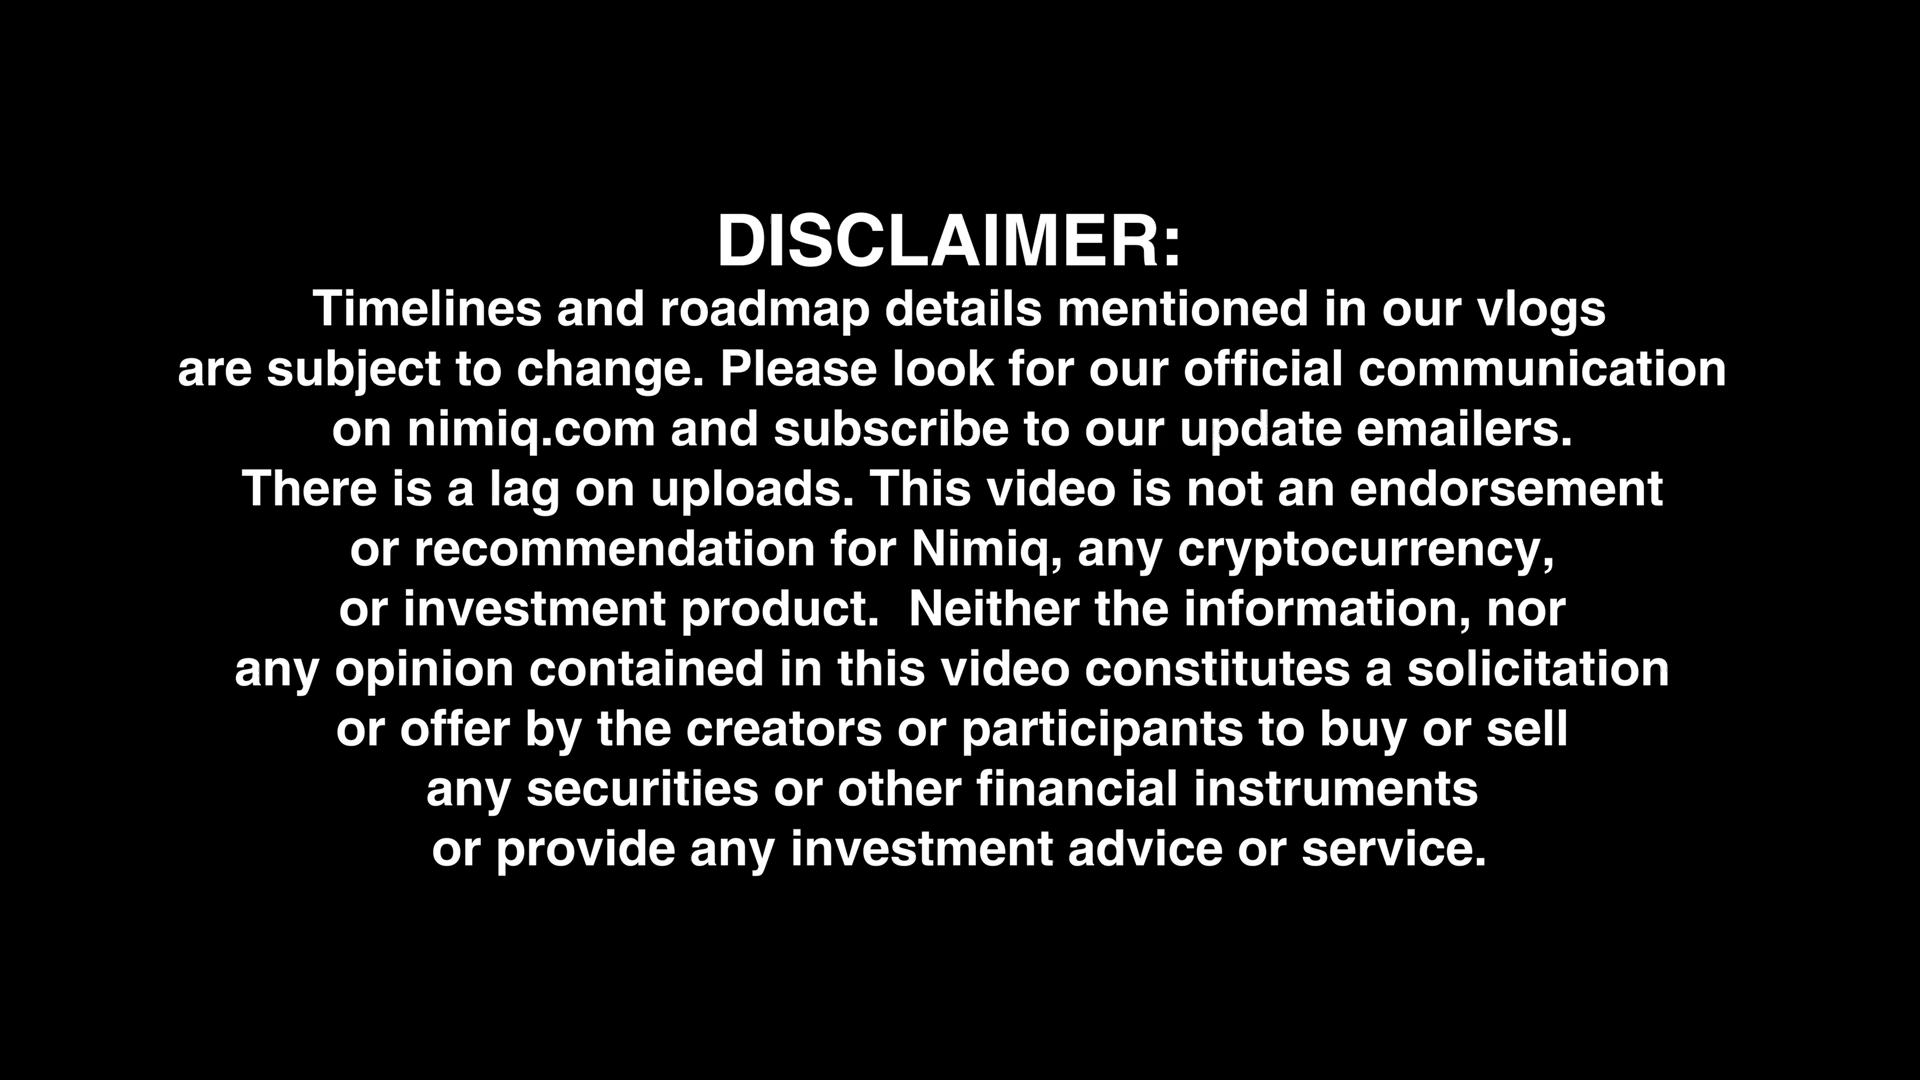 DISCLAIMER:
Timelines and roadmap details mentioned in our vlogs
are subject to change. Please look for our official communication
on nimiq.com and subscribe to our update emailers.
There is a lag on uploads. This video is not an endorsement
or recommendation for Nimiq, any cryptocurrency,
or investment product.  Neither the information, nor
any opinion contained in this video constitutes a solicitation
or offer by the creators or participants to buy or sell
any securities or other financial instruments
or provide any investment advice or service.